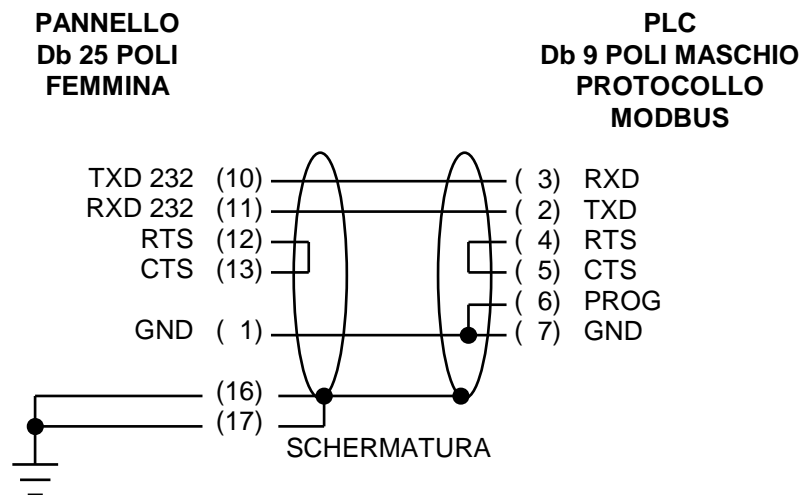 PANNELLO
Db 25 POLI
FEMMINA
PLC
Db 9 POLI MASCHIO
PROTOCOLLO
MODBUS
TXD 232 (10) ( 3) RXD
RXD 232 (11) ( 2) TXD
RTS (12) ( 4) RTS
CTS (13) ( 5) CTS
( 6) PROG
GND ( 1) ( 7) GND
(16)
(17)
SCHERMATURA